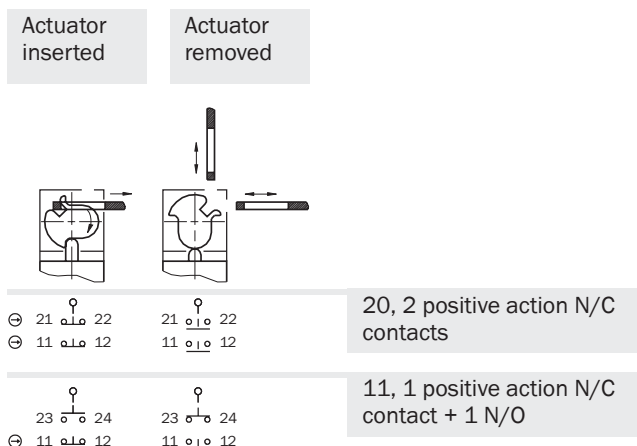 Actuator inserted
Actuator removed
21 22 21 22
11 12 11 12
20, 2 positive action N/C
contacts
23 24 23 24
11 12 11 12
11, 1 positive action N/C
contact + 1 N/O